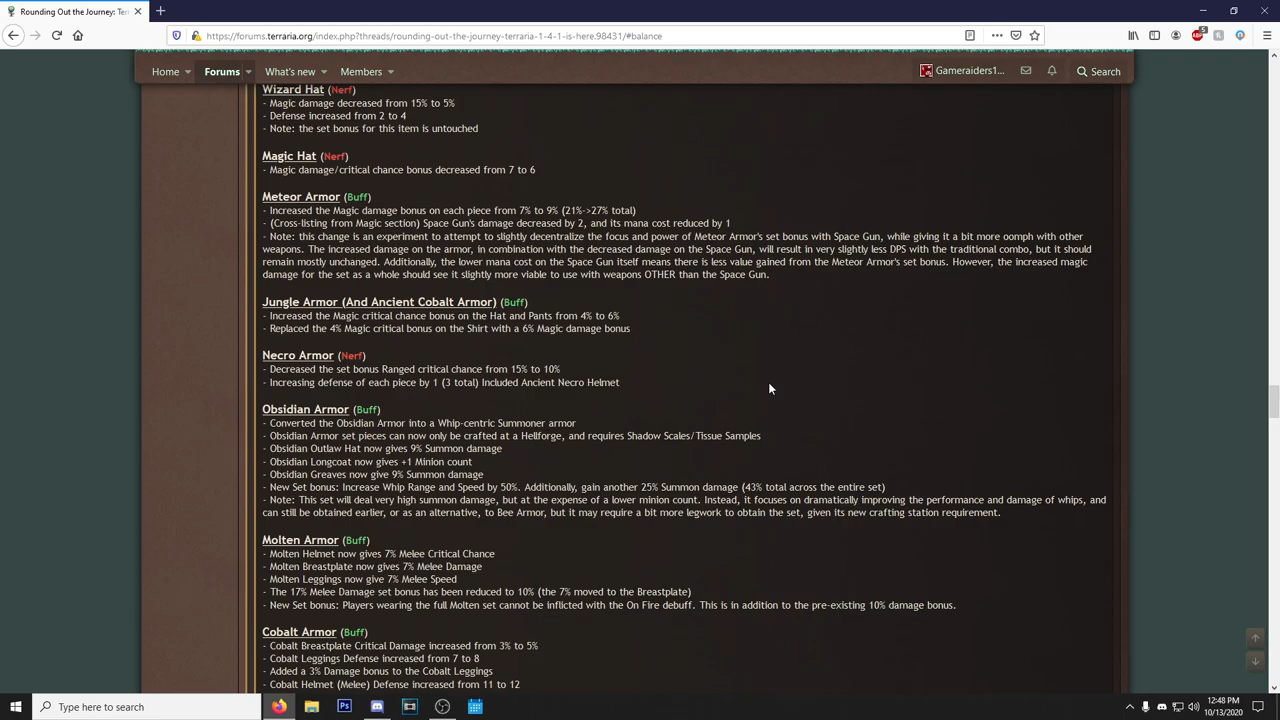 Rounding Out the Journey: Terr
https://forums.terraria.org/index.php?threads/rounding-out-the-journey-terraria-1-4-1-is-here.98431/#balance
Home
Forums
What's new
Members
Gameraiders1...
Search
Wizard Hat (Nerf)
- Magic damage decreased from 15% to 5%
- Defense increased from 2 to 4
- Note: the set bonus for this item is untouched
Magic Hat (Nerf)
- Magic damage/critical chance bonus decreased from 7 to 6
Meteor Armor (Buff)
- Increased the Magic damage bonus on each piece from 7% to 9% (21%->27% total)
- (Cross-listing from Magic section) Space Gun's damage decreased by 2, and its mana cost reduced by 1
- Note: this change is an experiment to attempt to slightly decentralize the focus and power of Meteor Armor's set bonus with Space Gun, while giving it a bit more oomph with other
weapons. The increased damage on the armor, in combination with the decreased damage on the Space Gun, will result in very slightly less DPS with the traditional combo, but it should
remain mostly unchanged. Additionally, the lower mana cost on the Space Gun itself means there is less value gained from the Meteor Armor's set bonus. However, the increased magic
damage for the set as a whole should see it slightly more viable to use with weapons OTHER than the Space Gun.
Jungle Armor (And Ancient Cobalt Armor) (Buff)
- Increased the Magic critical chance bonus on the Hat and Pants from 4% to 6%
- Replaced the 4% Magic critical bonus on the Shirt with a 6% Magic damage bonus
Necro Armor (Nerf)
- Decreased the set bonus Ranged critical chance from 15% to 10%
- Increasing defense of each piece by 1 (3 total) Included Ancient Necro Helmet
Obsidian Armor (Buff)
- Converted the Obsidian Armor into a Whip-centric Summoner armor
- Obsidian Armor set pieces can now only be crafted at a Hellforge, and requires Shadow Scales/Tissue Samples
- Obsidian Outlaw Hat now gives 9% Summon damage
- Obsidian Longcoat now gives +1 Minion count
- Obsidian Greaves now give 9% Summon damage
- New Set bonus: Increase Whip Range and Speed by 50%. Additionally, gain another 25% Summon damage (43% total across the entire set)
- Note: This set will deal very high summon damage, but at the expense of a lower minion count. Instead, it focuses on dramatically improving the performance and damage of whips, and
can still be obtained earlier, or as an alternative, to Bee Armor, but it may require a bit more legwork to obtain the set, given its new crafting station requirement.
Molten Armor (Buff)
- Molten Helmet now gives 7% Melee Critical Chance
- Molten Breastplate now gives 7% Melee Damage
- Molten Leggings now give 7% Melee Speed
- The 17% Melee Damage set bonus has been reduced to 10% (the 7% moved to the Breastplate)
- New Set bonus: Players wearing the full Molten set cannot be inflicted with the On Fire debuff. This is in addition to the pre-existing 10% damage bonus.
Cobalt Armor (Buff)
- Cobalt Breastplate Critical Damage increased from 3% to 5%
- Cobalt Leggings Defense increased from 7 to 8
- Added a 3% Damage bonus to the Cobalt Leggings
- Cobalt Helmet (Melee) Defense increased from 11 to 12
Type here to search
12:48 PM
10/13/2020